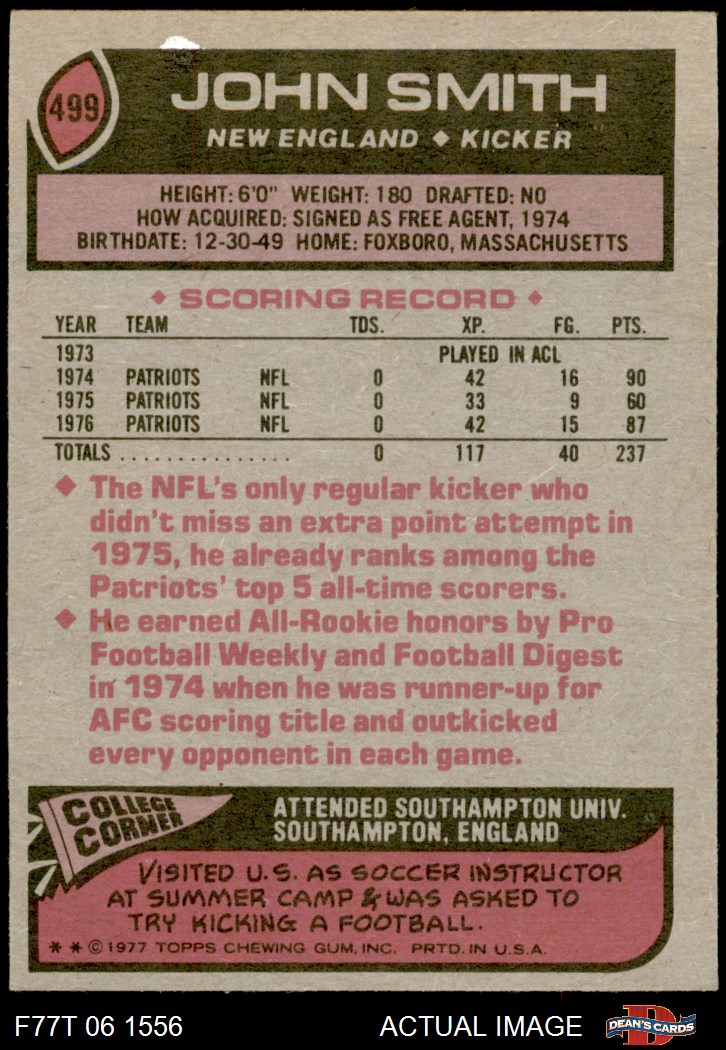 499
JOHN SMITH
NEW ENGLAND ♦ KICKER
HEIGHT: 6'0" WEIGHT: 180 DRAFTED: NO
HOW ACQUIRED: SIGNED AS FREE AGENT, 1974
BIRTHDATE: 12-30-49 HOME: FOXBORO, MASSACHUSETTS
♦ SCORING RECORD ♦
YEAR TEAM TDS. XP. FG. PTS.
1973 PLAYED IN ACL
1974 PATRIOTS NFL 0 42 16 90
1975 PATRIOTS NFL 0 33 9 60
1976 PATRIOTS NFL 0 42 15 87
TOTALS ................ 0 117 40 237
♦ The NFL's only regular kicker who
didn't miss an extra point attempt in
1975, he already ranks among the
Patriots' top 5 all-time scorers.
♦ He earned All-Rookie honors by Pro
Football Weekly and Football Digest
in 1974 when he was runner-up for
AFC scoring title and outkicked
every opponent in each game.
COLLEGE
CORNER
ATTENDED SOUTHAMPTON UNIV.
SOUTHAMPTON, ENGLAND
VISITED U.S. AS SOCCER INSTRUCTOR
AT SUMMER CAMP & WAS ASKED TO
TRY KICKING A FOOTBALL.
* * © 1977 TOPPS CHEWING GUM, INC. PRTD. IN U.S.A.
F77T 06 1556 ACTUAL IMAGE
D
DEAN'S CARDS